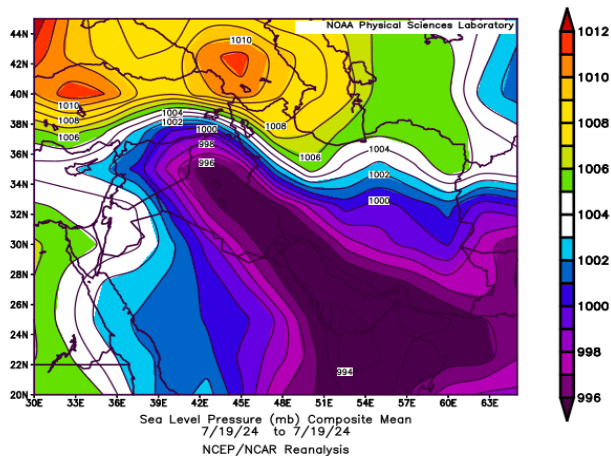 NOAA Physical Sciences Laboratory
44N
42N
40N
38N
36N
34N
32N
30N
28N
26N
24N
22N
20N
1010
1010
1008
1006
1004
1002
1000
998
996
1008
1006
1004
1002
1000
994
30E 33E 36E 39E 42E 45E 48E 51E 54E 57E 60E 63E
1012
1010
1008
1006
1004
1002
1000
998
996
Sea Level Pressure (mb) Composite Mean
7/19/24 to 7/19/24
NCEP/NCAR Reanalysis